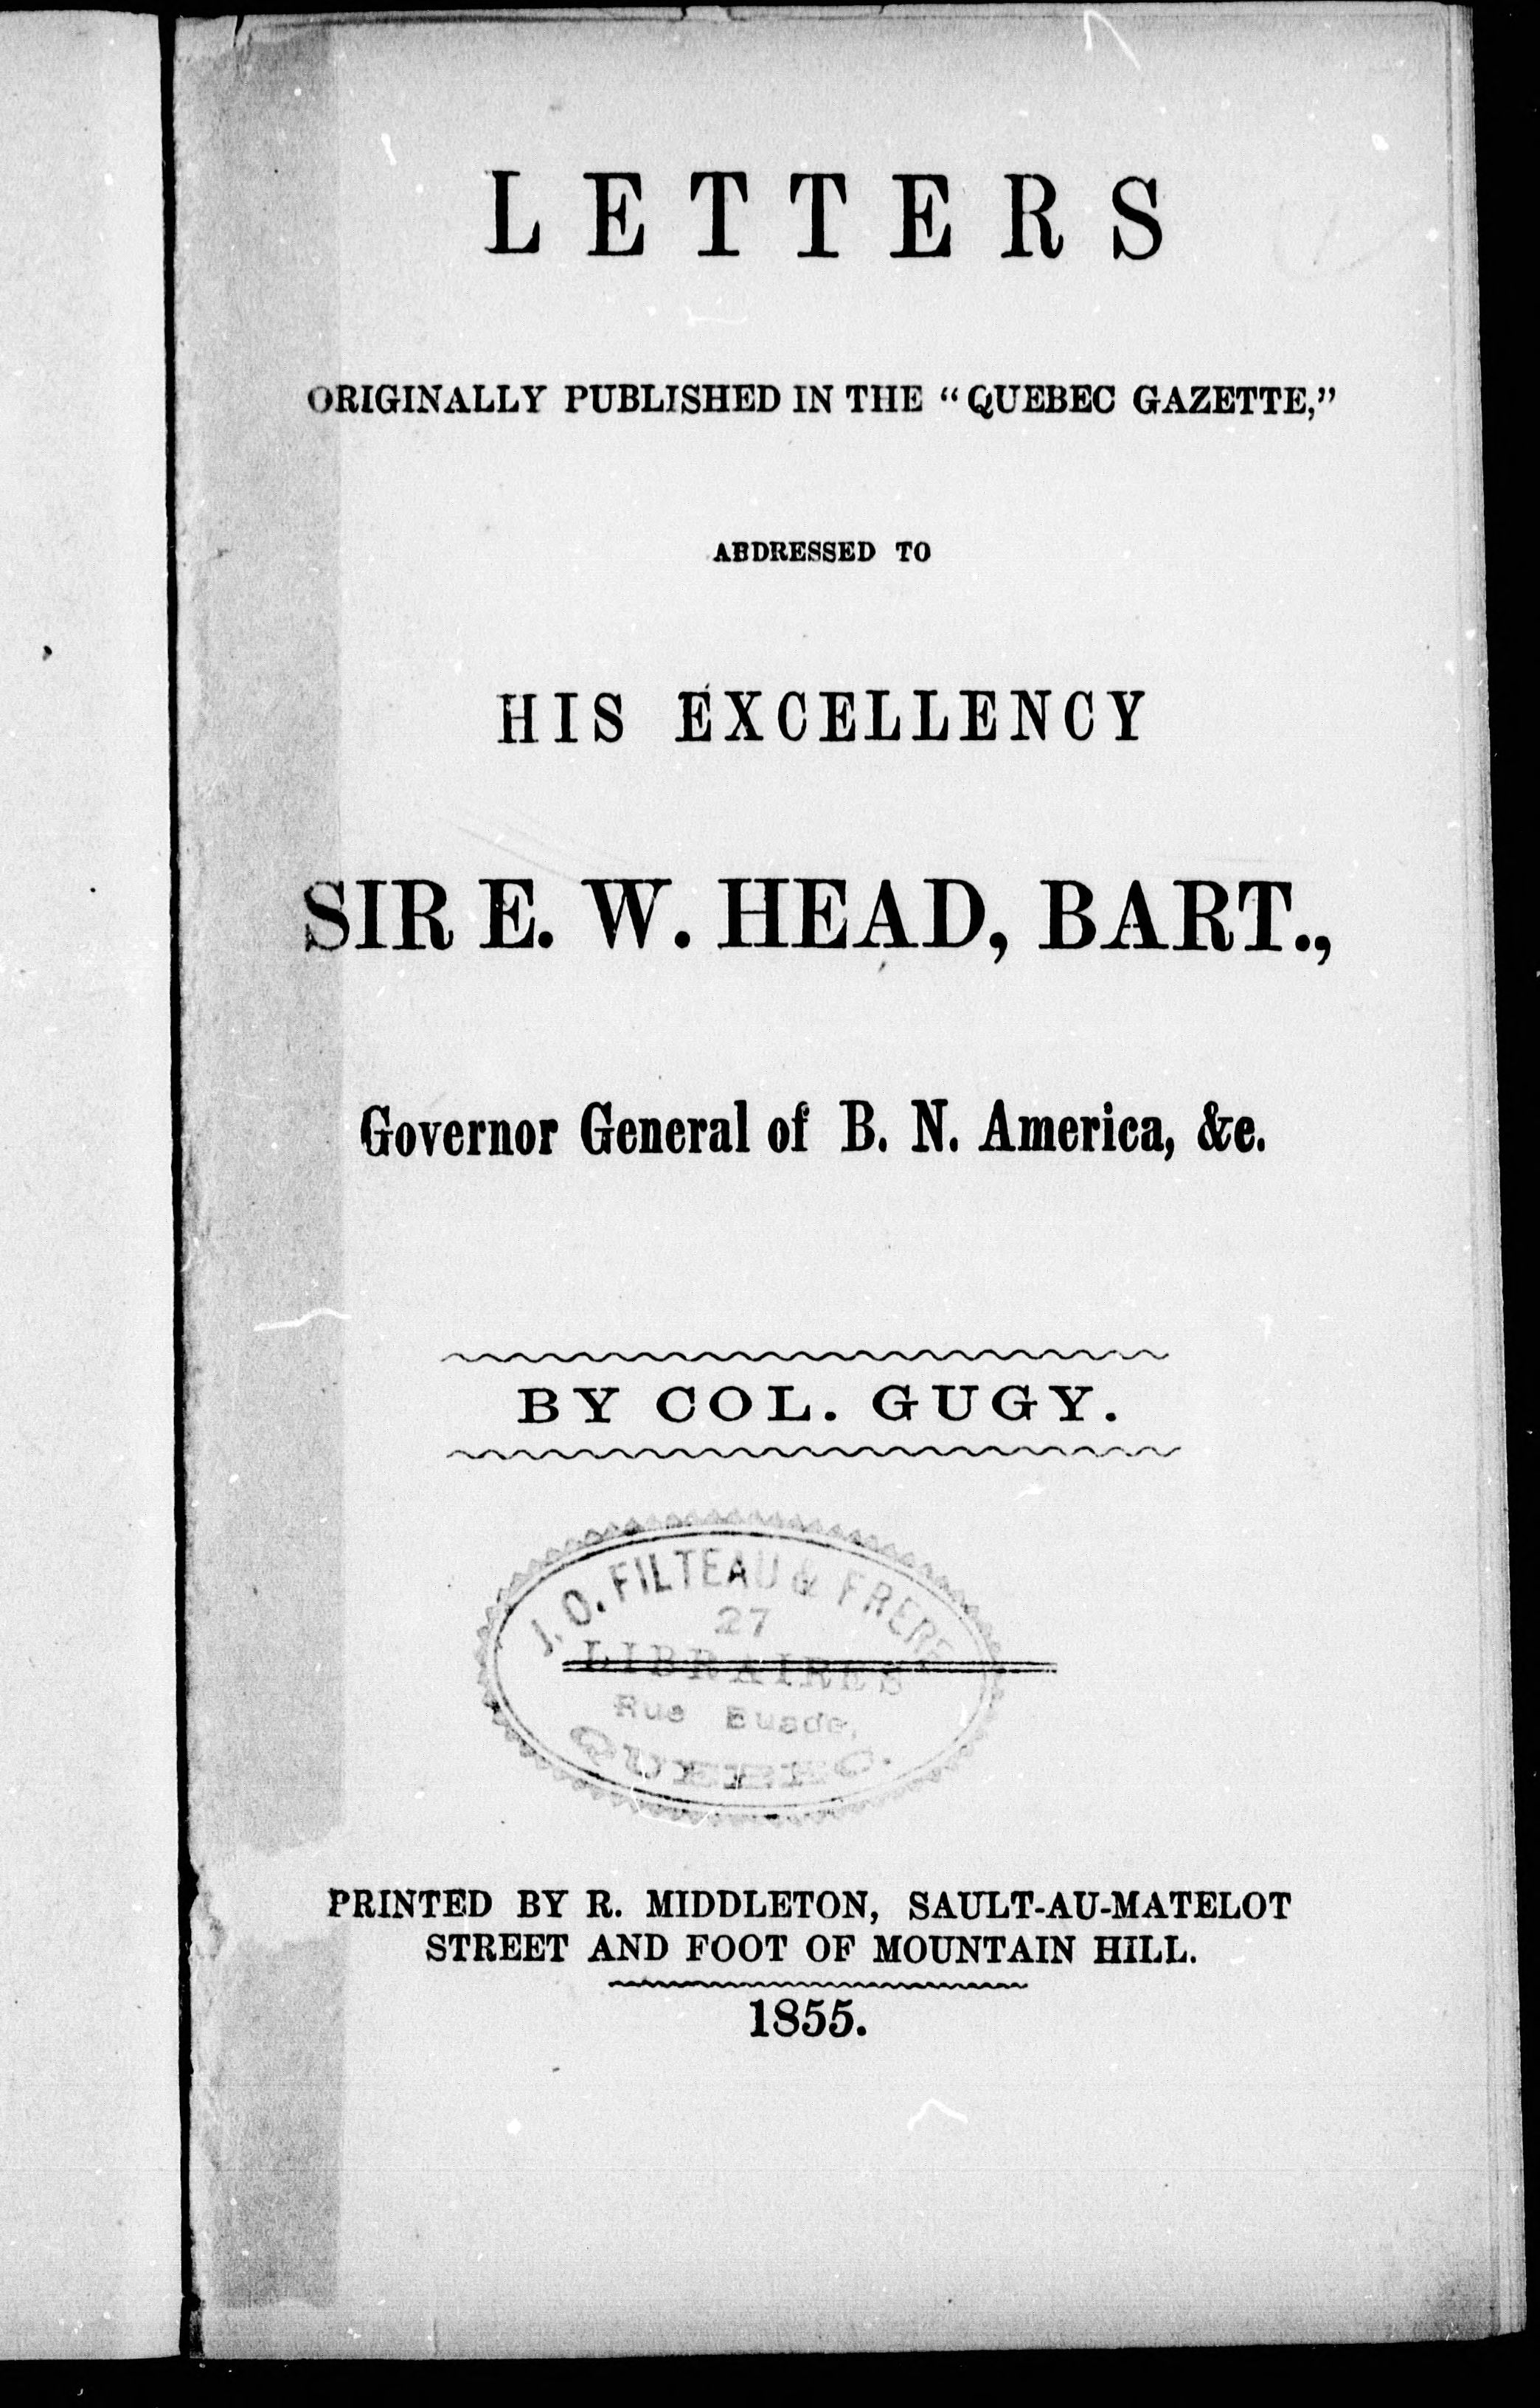 LETTERS
ORIGINALLY PUBLISHED IN THE “QUEBEC GAZETTE,”
ADDRESSED TO
HIS EXCELLENCY
SIR E. W. HEAD, BART.,
Governor General of B. N. America, &c.
BY COL. GUGY.
J. O. FILTEAU & FRERE
27
LIBRAIRES
Rue Buade,
QUEBEC.
PRINTED BY R. MIDDLETON, SAULT-AU-MATELOT
STREET AND FOOT OF MOUNTAIN HILL.
1855.